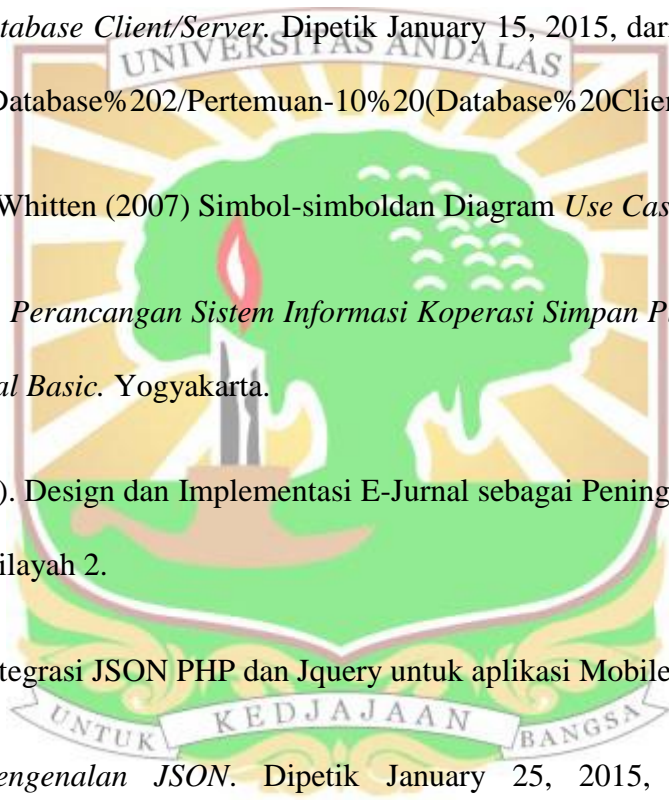 tabase Client/Server. Dipetik January 15, 2015, dari
UNIVERSITAS ANDALAS
Database%202/Pertemuan-10%20(Database%20Clien
Whitten (2007) Simbol-simboldan Diagram Use Cas
Perancangan Sistem Informasi Koperasi Simpan P
al Basic. Yogyakarta.
). Design dan Implementasi E-Jurnal sebagai Pening
ilayah 2.
tegrasi JSON PHP dan Jquery untuk aplikasi Mobile
UNTUK KEDJAJAAN BANGSA
engenalan JSON. Dipetik January 25, 2015,